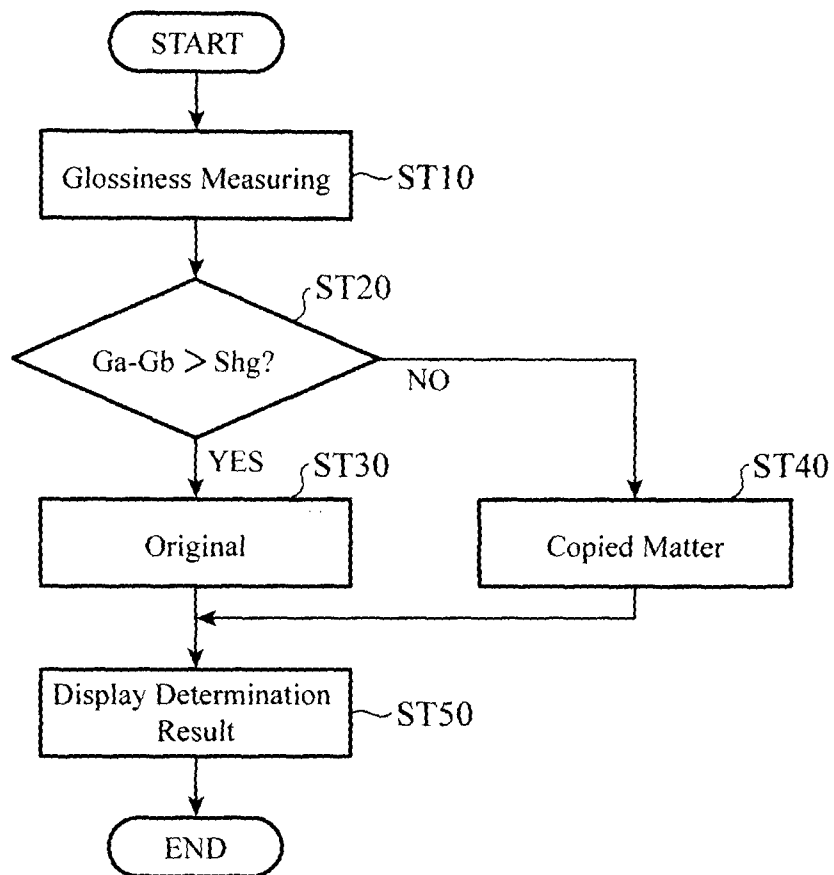 START
Glossiness Measuring
ST10
ST20
Ga-Gb > Shg?
NO
YES
ST30
ST40
Original
Copied Matter
Display Determination
Result
ST50
END